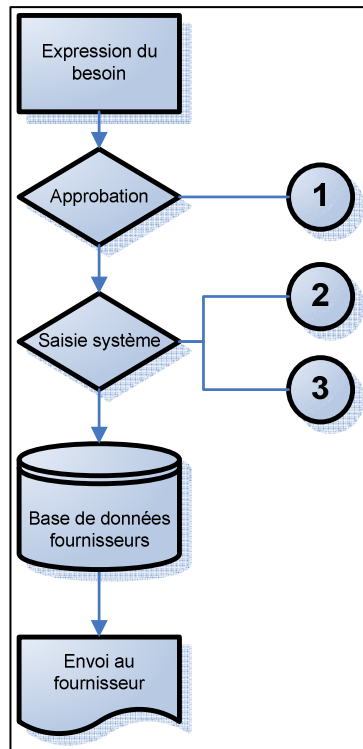 Expression du
besoin
Approbation
1
2
Saisie système
3
Base de données
fournisseurs
Envoi au
fournisseur